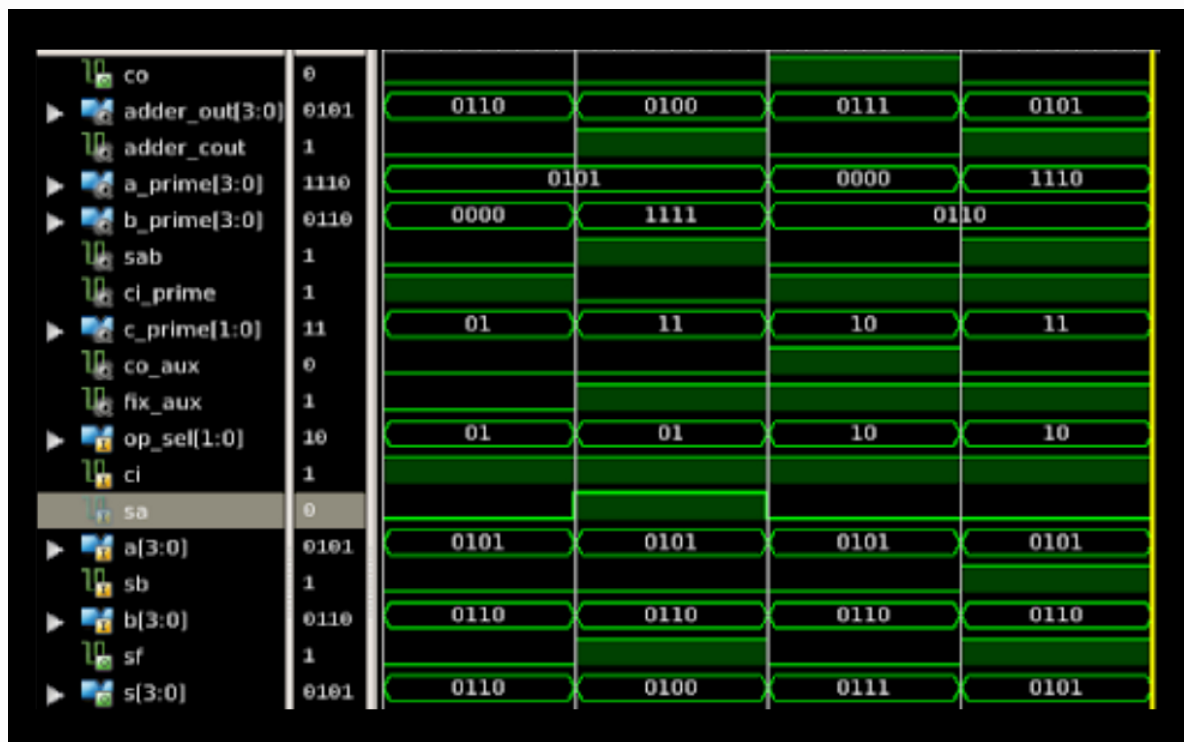 co 0
adder_out[3:0] 0101 0110 0100 0111 0101
adder_cout 1
a_prime[3:0] 1110 0101 0000 1110
b_prime[3:0] 0110 0000 1111 0110
sab 1
ci_prime 1
c_prime[1:0] 11 01 11 10 11
co_aux 0
fix_aux 1
op_sel[1:0] 10 01 01 10 10
ci 1
sa 0
a[3:0] 0101 0101 0101 0101 0101
sb 1
b[3:0] 0110 0110 0110 0110 0110
sf 1
s[3:0] 0101 0110 0100 0111 0101